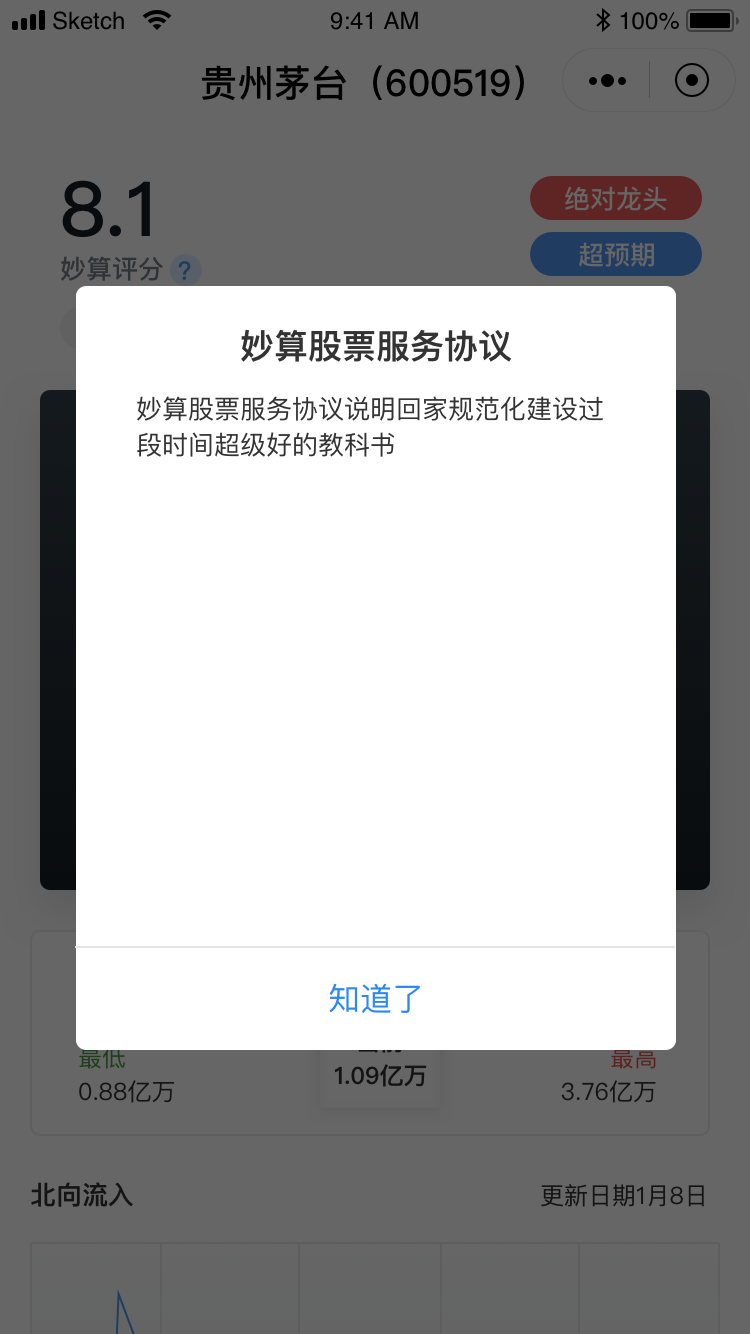 Sketch 9:41 AM 100%
贵州茅台（600519）
8.1
绝对龙头
妙算评分 ?
超预期
妙算股票服务协议
妙算股票服务协议说明回家规范化建设过
段时间超级好的教科书
知道了
最低
最高
0.88亿万
1.09亿万
3.76亿万
北向流入
更新日期1月8日